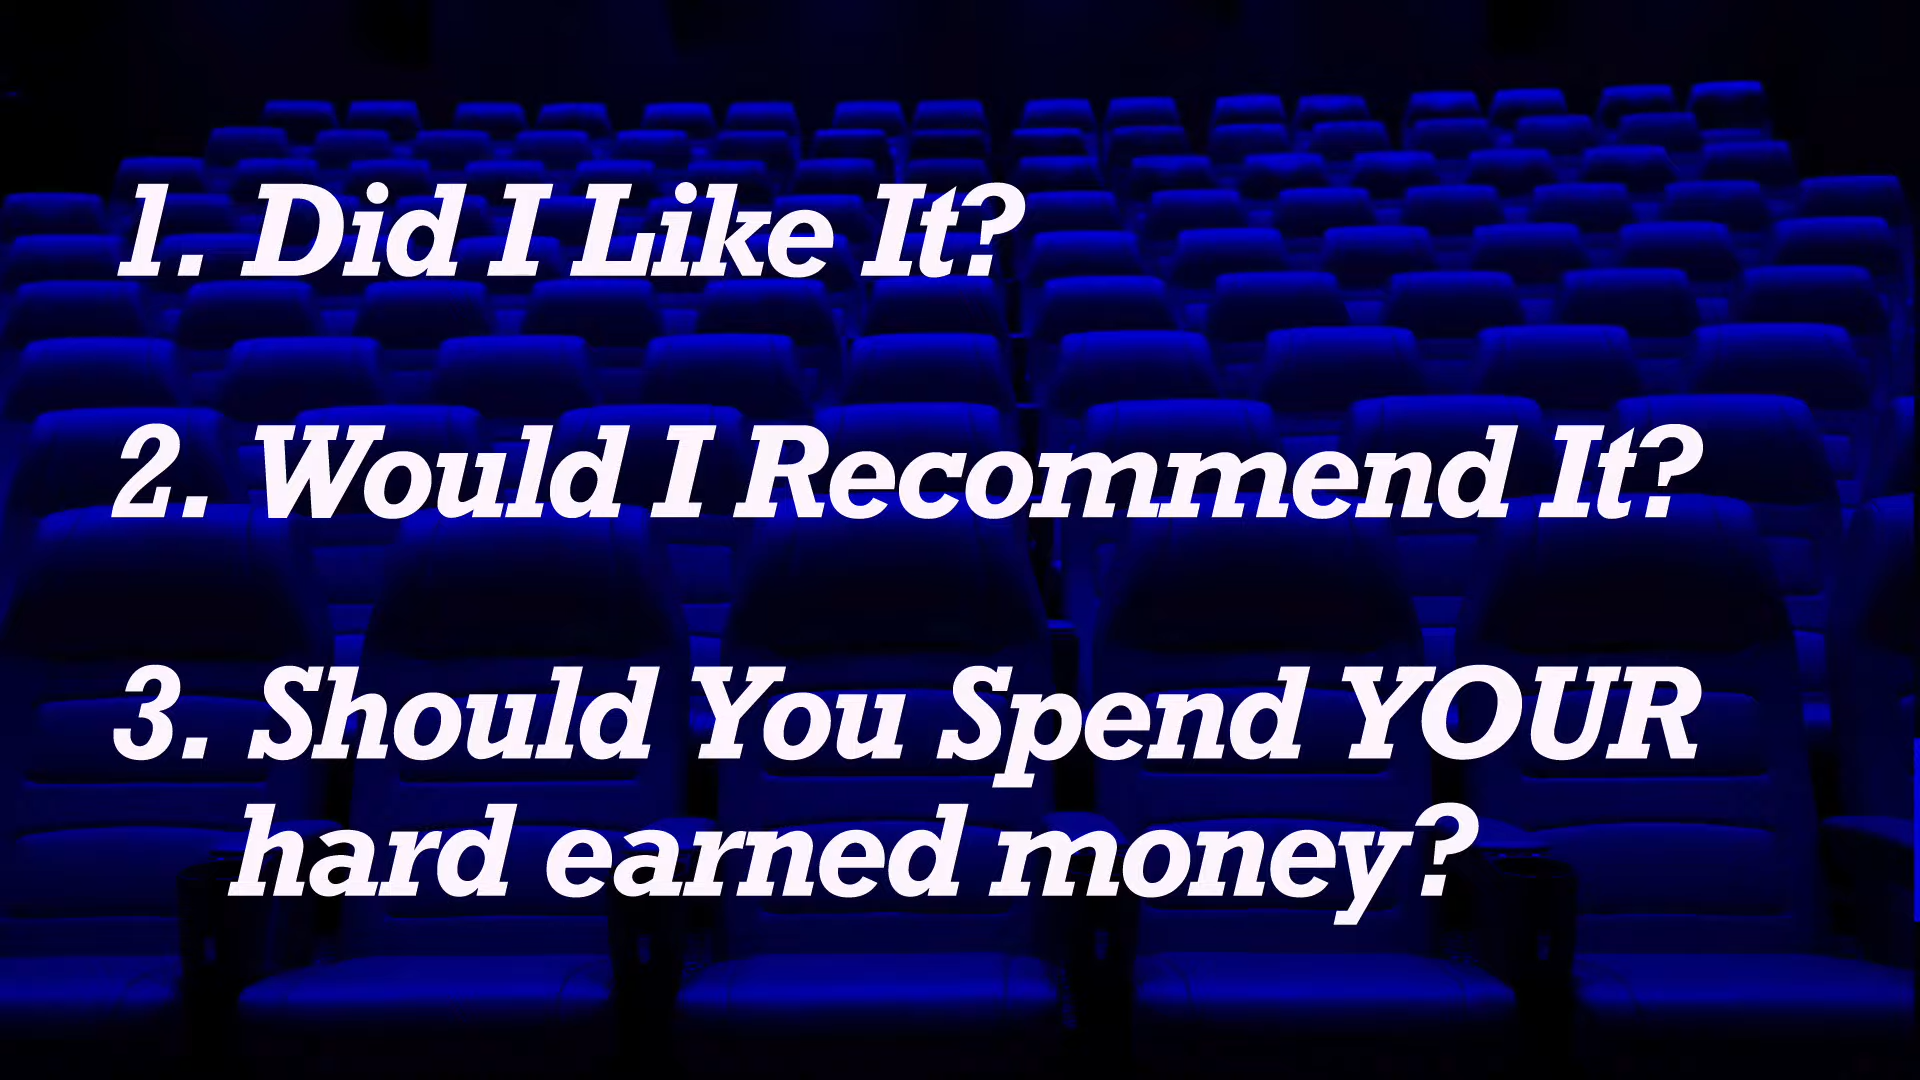 1. Did I Like It?
2. Would I Recommend It?
3. Should You Spend YOUR
hard earned money?